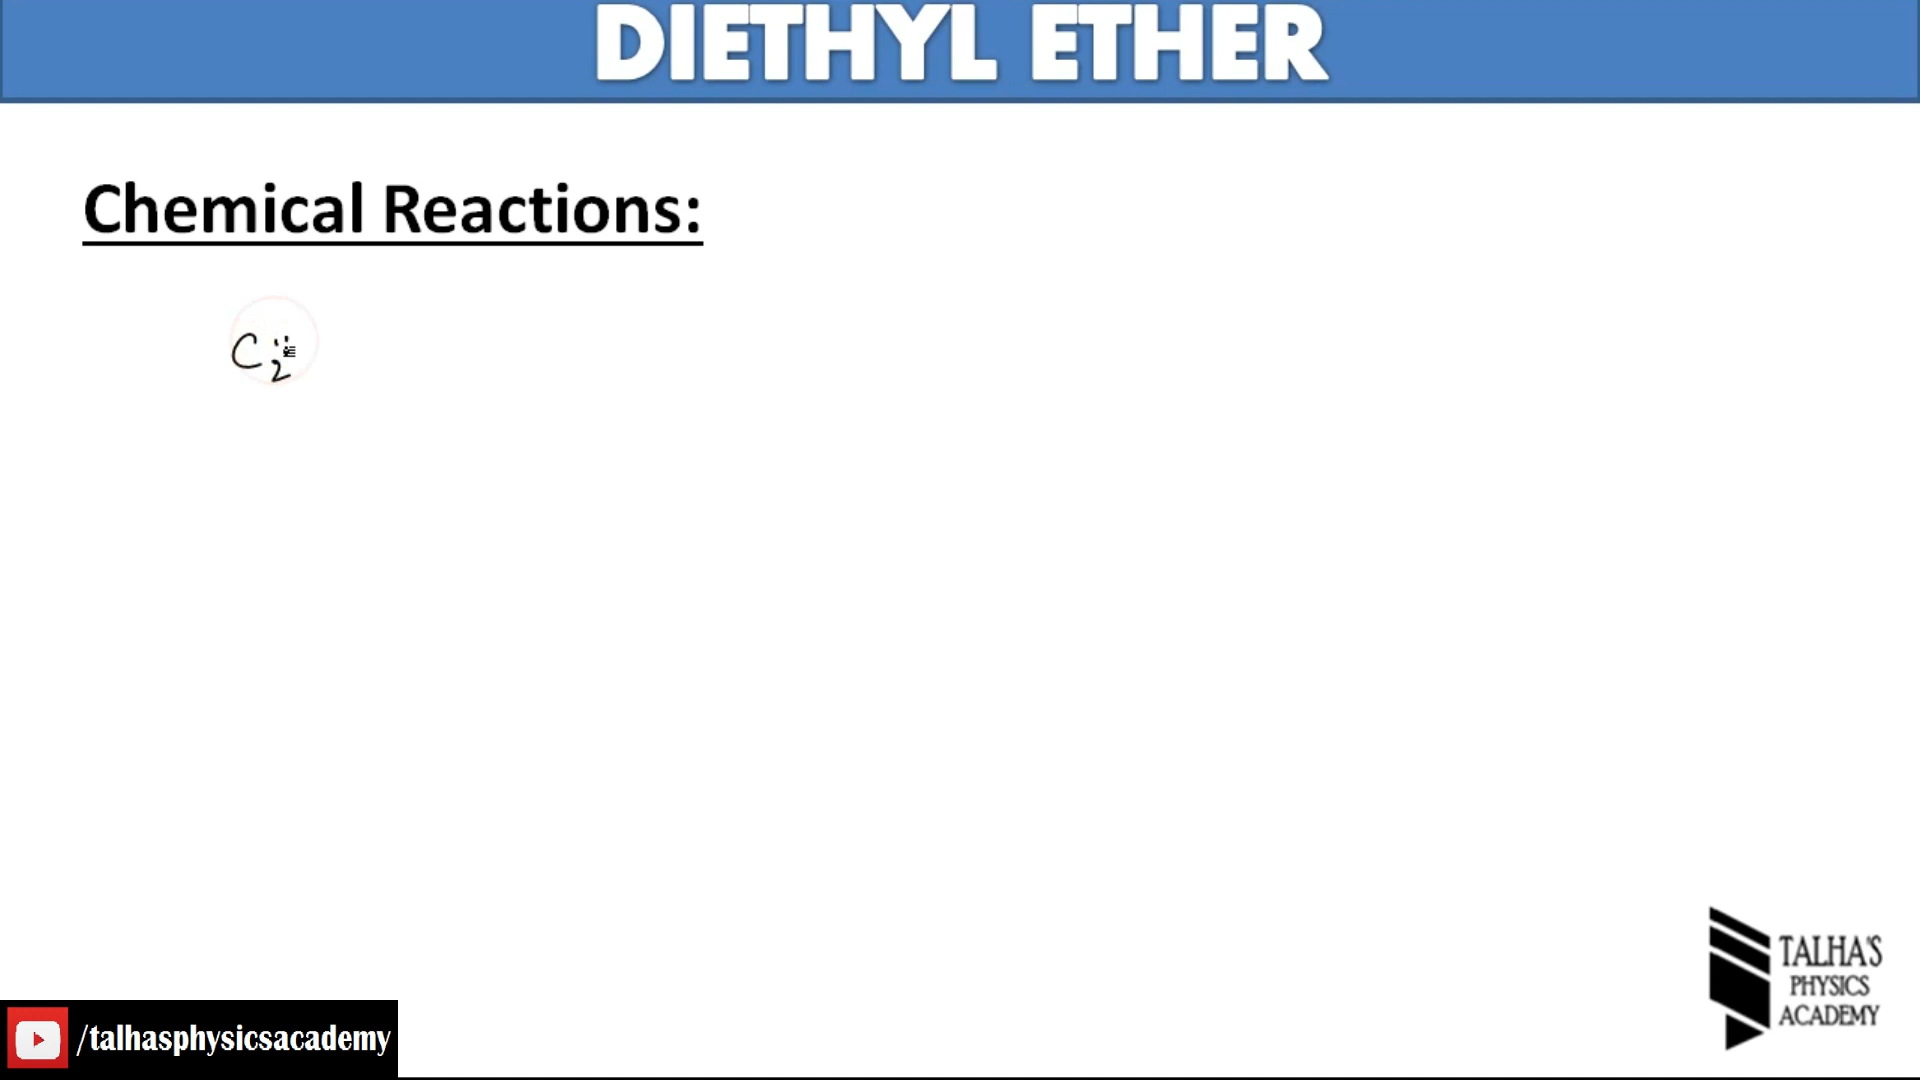 DIETHYL ETHER
Chemical Reactions:
C2
TALHA'S
PHYSICS
ACADEMY
/talhasphysicsacademy